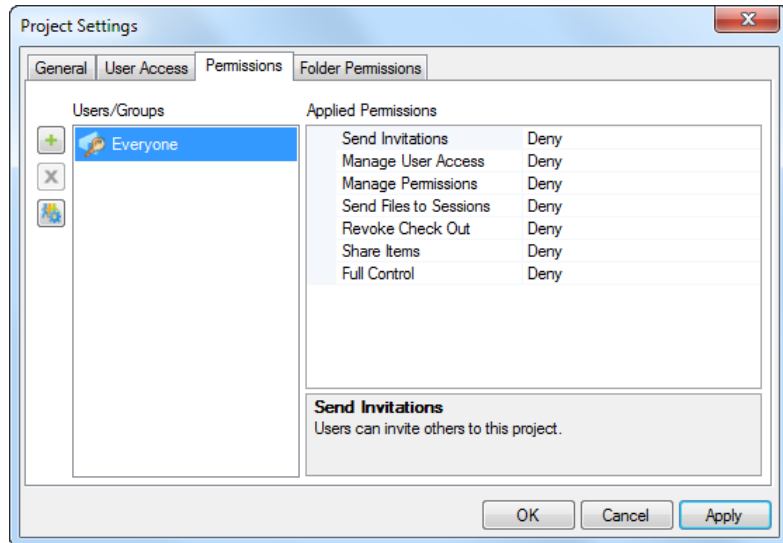 Project Settings
General User Access Permissions Folder Permissions
Users/Groups
Everyone
Applied Permissions
Send Invitations Deny
Manage User Access Deny
Manage Permissions Deny
Send Files to Sessions Deny
Revoke Check Out Deny
Share Items Deny
Full Control Deny
Send Invitations
Users can invite others to this project.
OK Cancel Apply